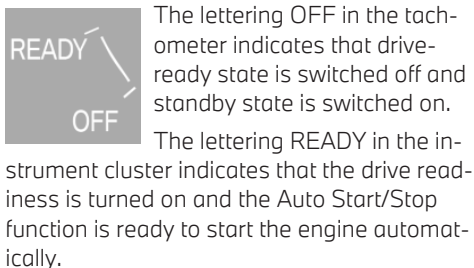 READY
OFF
The lettering OFF in the tach-
ometer indicates that drive-
ready state is switched off and
standby state is switched on.
The lettering READY in the in-
strument cluster indicates that the drive read-
iness is turned on and the Auto Start/Stop
function is ready to start the engine automat-
ically.